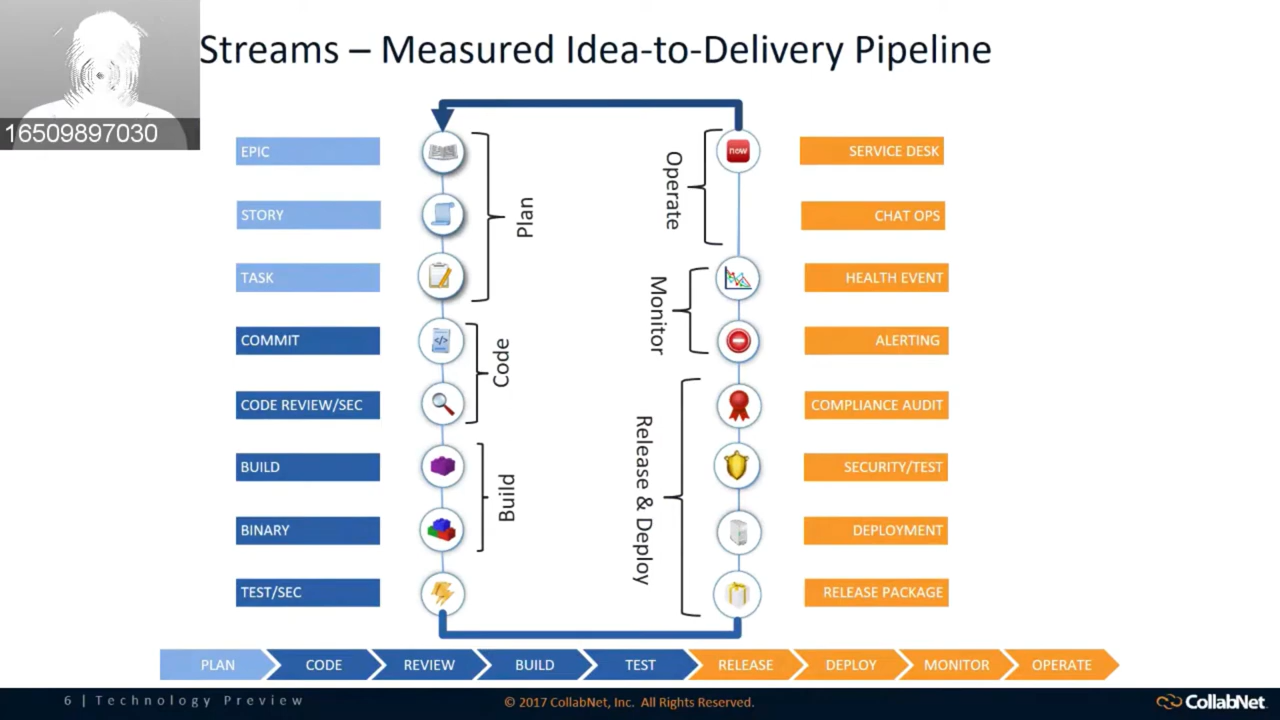 Streams – Measured Idea-to-Delivery Pipeline
16509897030
EPIC
STORY
TASK
COMMIT
CODE REVIEW/SEC
BUILD
BINARY
TEST/SEC
Plan
Code
Build
Operate
Monitor
Release & Deploy
now
SERVICE DESK
CHAT OPS
HEALTH EVENT
ALERTING
COMPLIANCE AUDIT
SECURITY/TEST
DEPLOYMENT
RELEASE PACKAGE
PLAN CODE REVIEW BUILD TEST RELEASE DEPLOY MONITOR OPERATE
6 | Technology Preview
© 2017 CollabNet, Inc. All Rights Reserved.
CollabNet